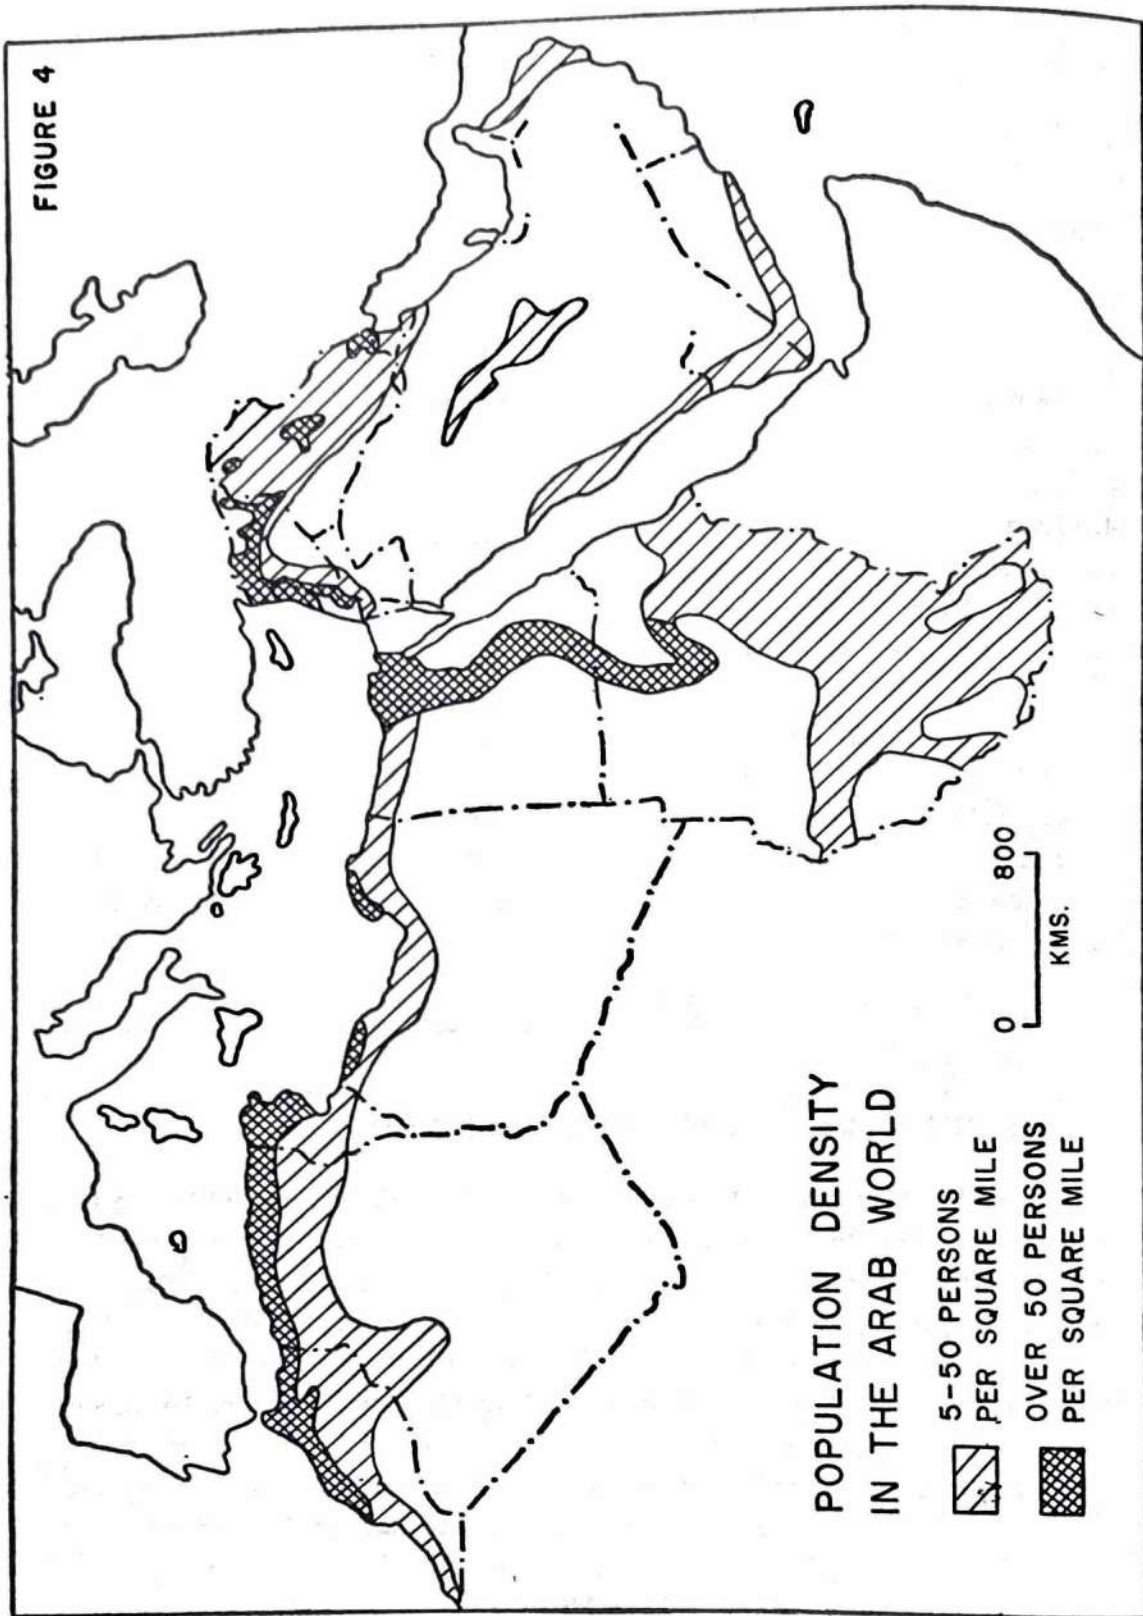 FIGURE 4
POPULATION DENSITY
IN THE ARAB WORLD
5-50 PERSONS
PER SQUARE MILE
OVER 50 PERSONS
PER SQUARE MILE
0 800
KMS.